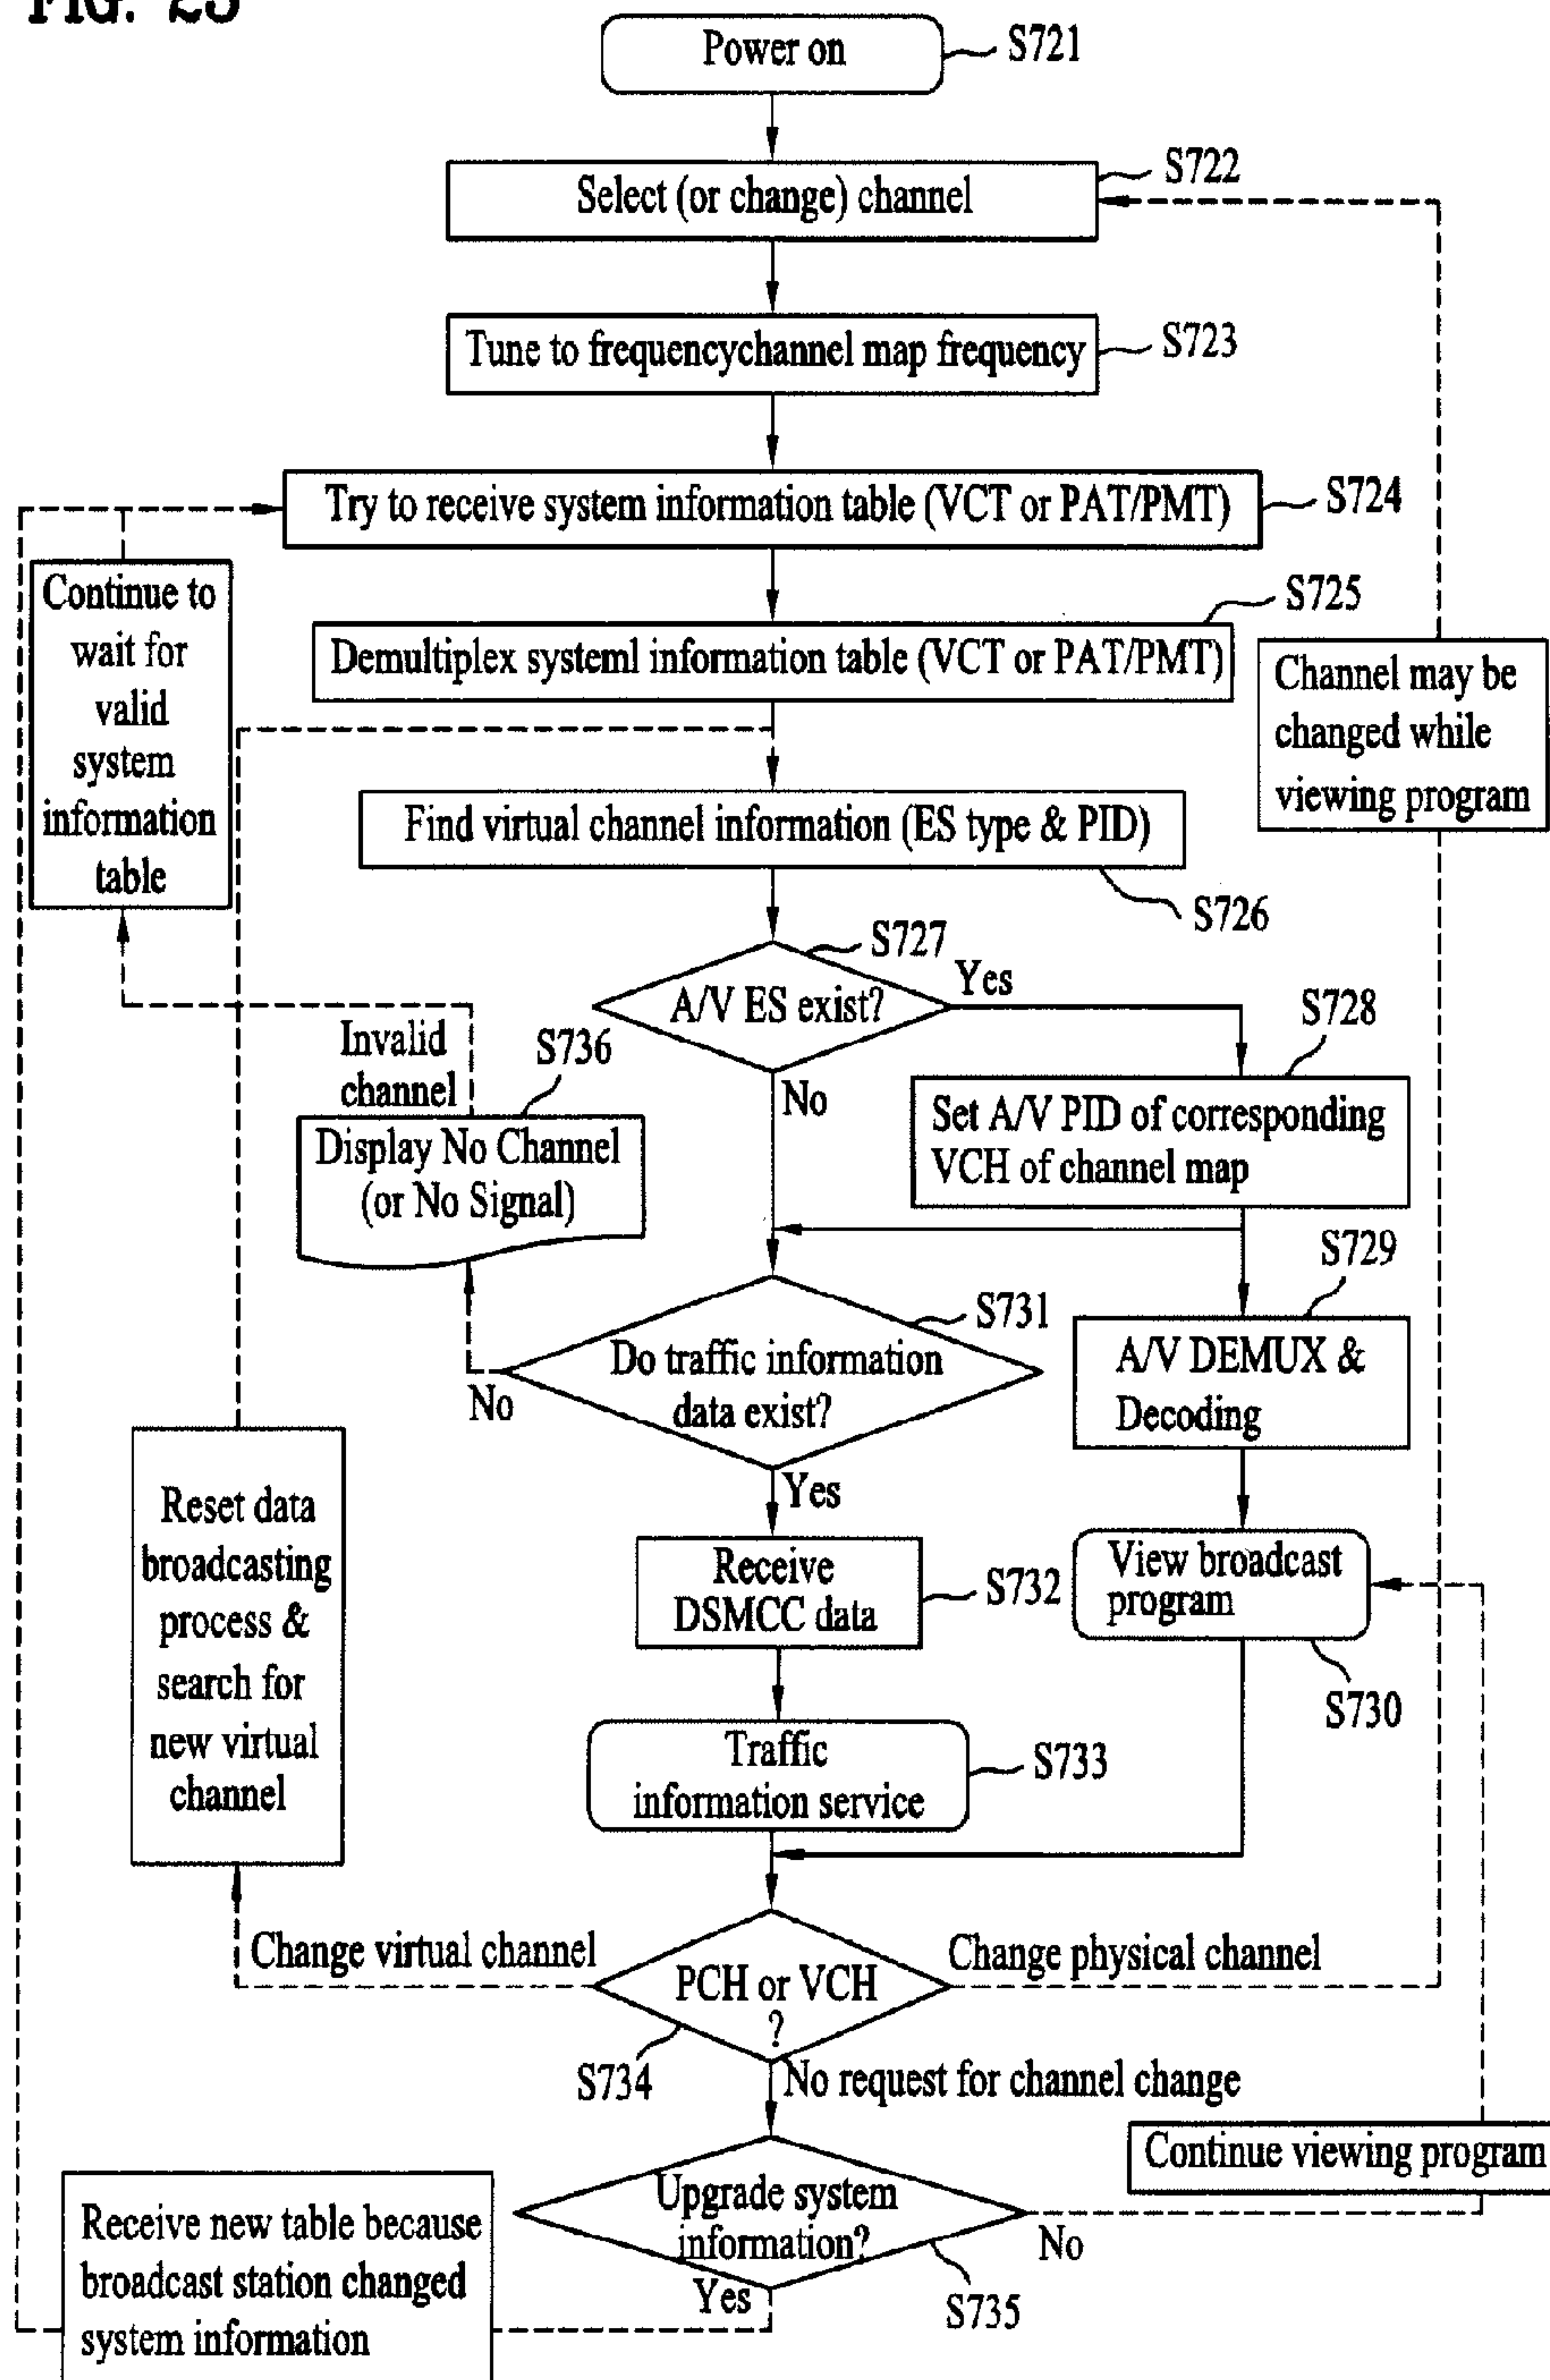 FIG. 23
Power on
S721
Select (or change) channel
S722
Tune to frequencychannel map frequency
S723
Try to receive system information table (VCT or PAT/PMT)
S724
Continue to
wait for
valid
system
information
table
Demultiplex systeml information table (VCT or PAT/PMT)
S725
Channel may be
changed while
viewing program
Find virtual channel information (ES type & PID)
S726
A/V ES exist?
S727
Yes
No
Set A/V PID of corresponding
VCH of channel map
S728
Invalid
channel
Display No Channel
(or No Signal)
S736
Do traffic information
data exist?
S731
No
Yes
A/V DEMUX &
Decoding
S729
Reset data
broadcasting
process &
search for
new virtual
channel
Receive
DSMCC data
S732
View broadcast
program
S730
Traffic
information service
S733
Change virtual channel
PCH or VCH
?
Change physical channel
S734
No request for channel change
Continue viewing program
Upgrade system
information?
No
Yes
S735
Receive new table because
broadcast station changed
system information